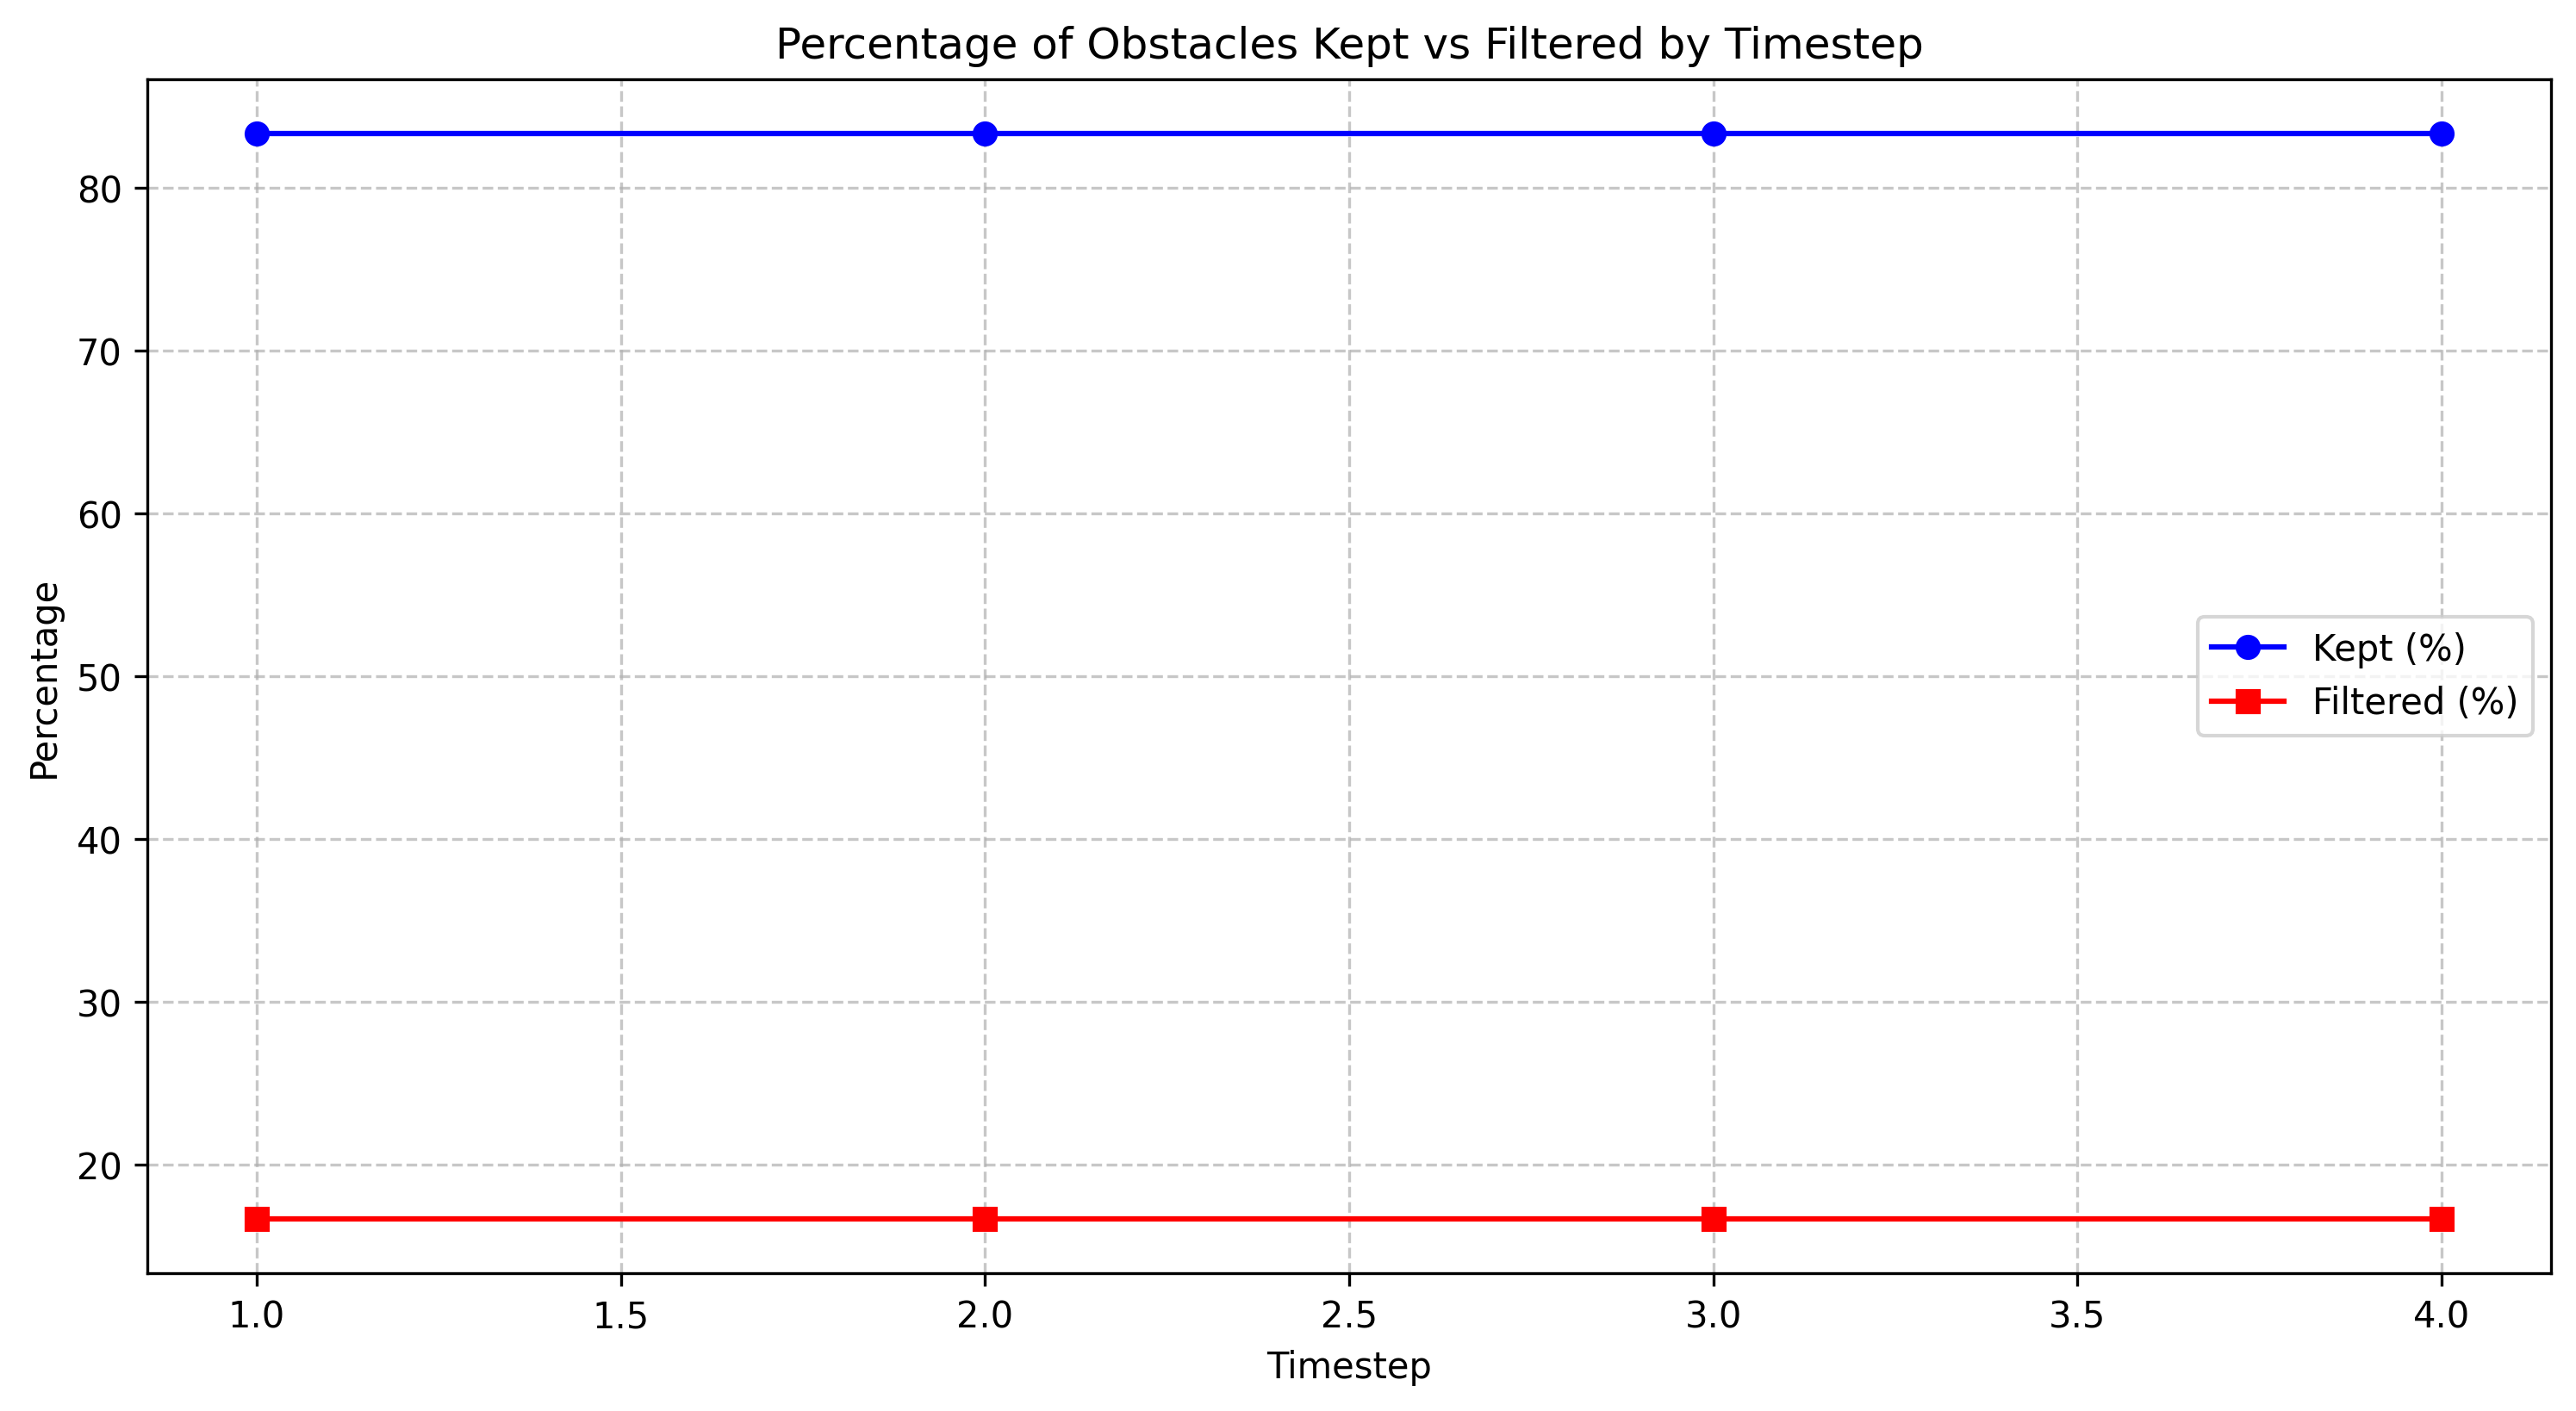 Percentage of Obstacles Kept vs Filtered by Timestep
Percentage
80
70
60
50
40
30
20
Kept (%)
Filtered (%)
1.0 1.5 2.0 2.5 3.0 3.5 4.0
Timestep